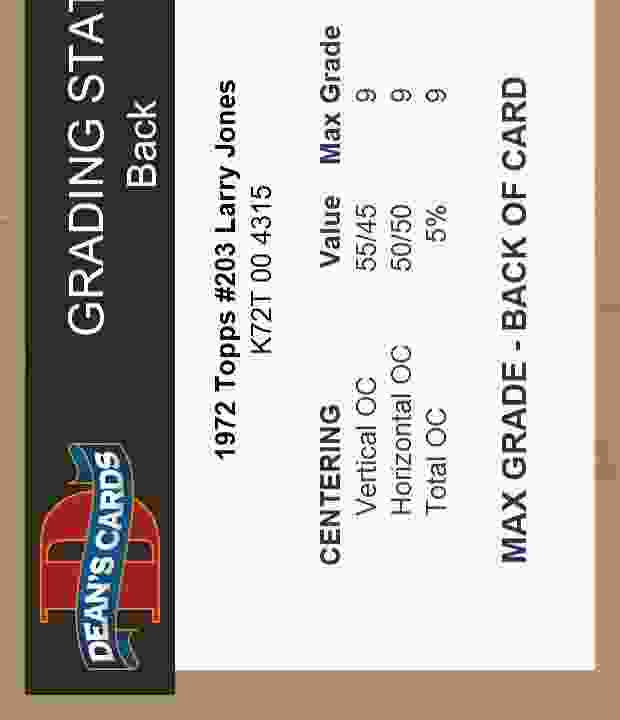 GRADING STAT
Back
DEAN'S CARDS
1972 Topps #203 Larry Jones
K72T 00 4315
CENTERING Value Max Grade
Vertical OC 55/45 9
Horizontal OC 50/50 9
Total OC 5% 9
MAX GRADE - BACK OF CARD